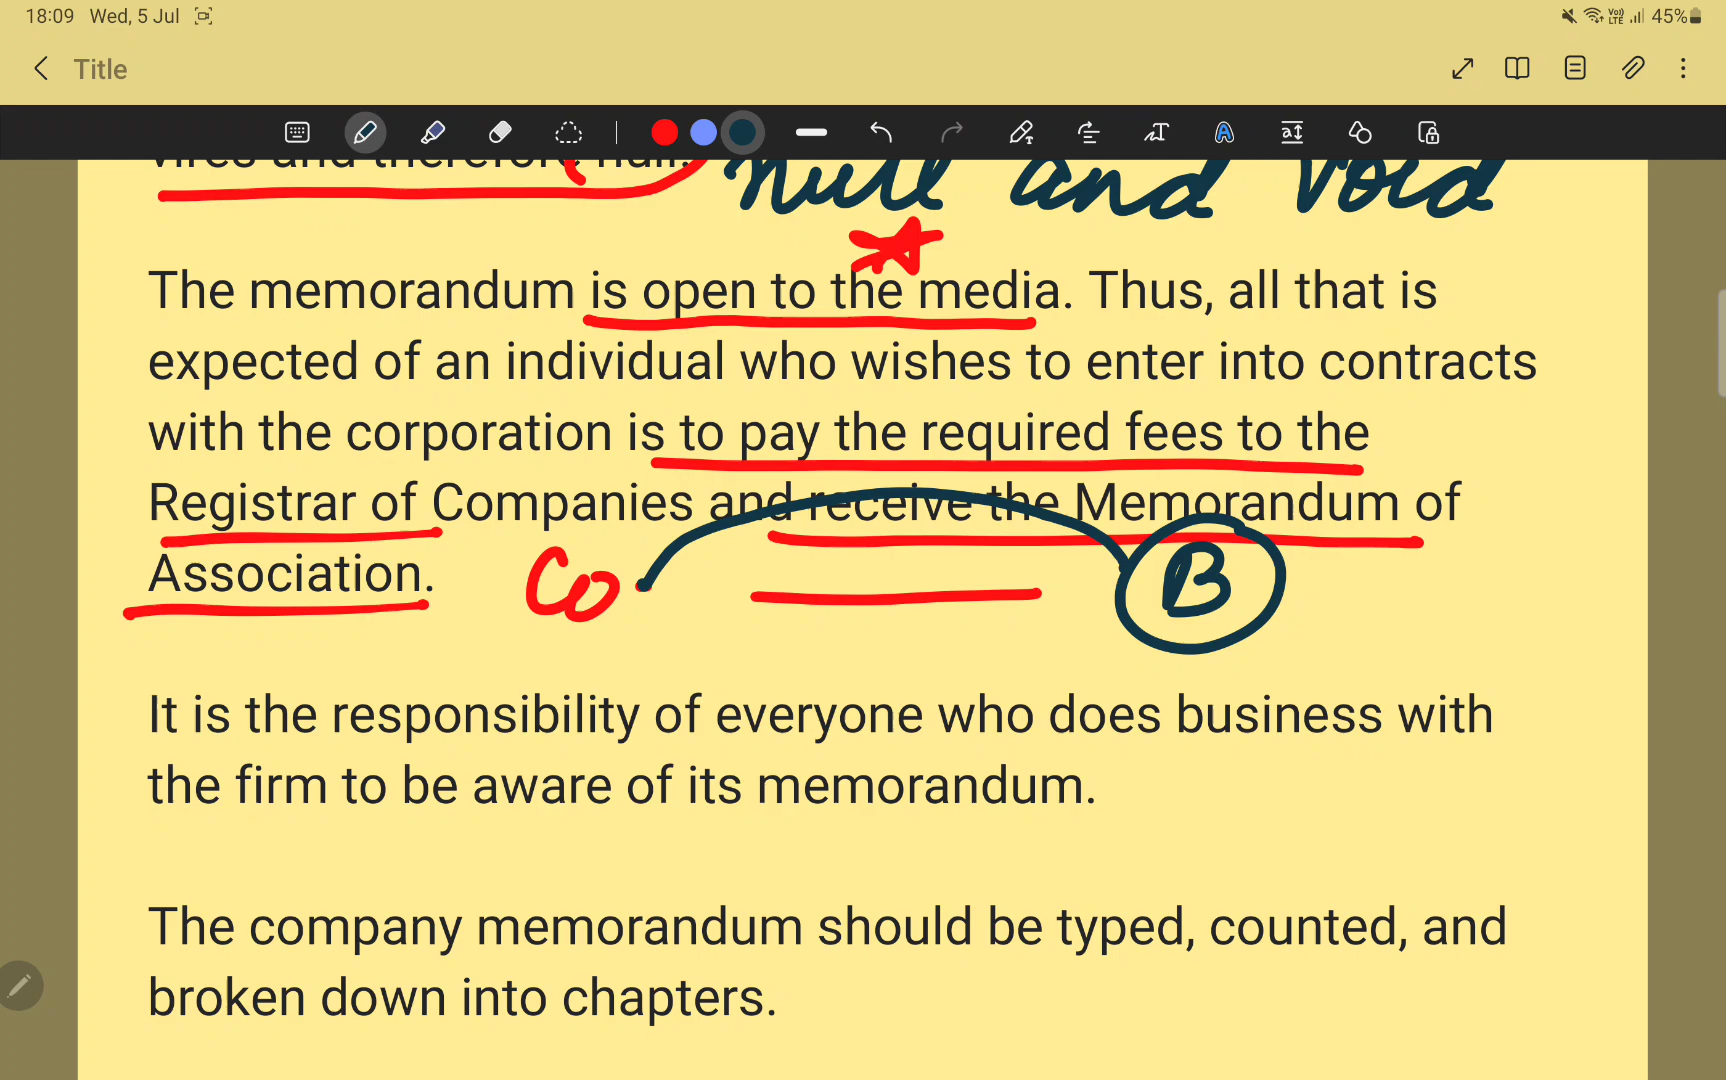 18:09 Wed, 5 Jul 45%
Title
vires and therefore null.
null and void
The memorandum is open to the media. Thus, all that is
expected of an individual who wishes to enter into contracts
with the corporation is to pay the required fees to the
Registrar of Companies and receive the Memorandum of
Association.
Co B
It is the responsibility of everyone who does business with
the firm to be aware of its memorandum.
The company memorandum should be typed, counted, and
broken down into chapters.